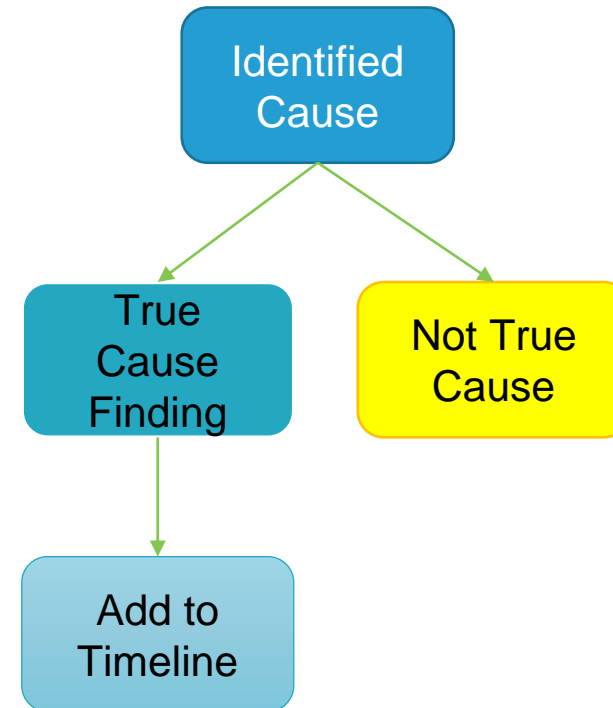 Identified
Cause
True
Cause
Finding
Not True
Cause
Add to
Timeline